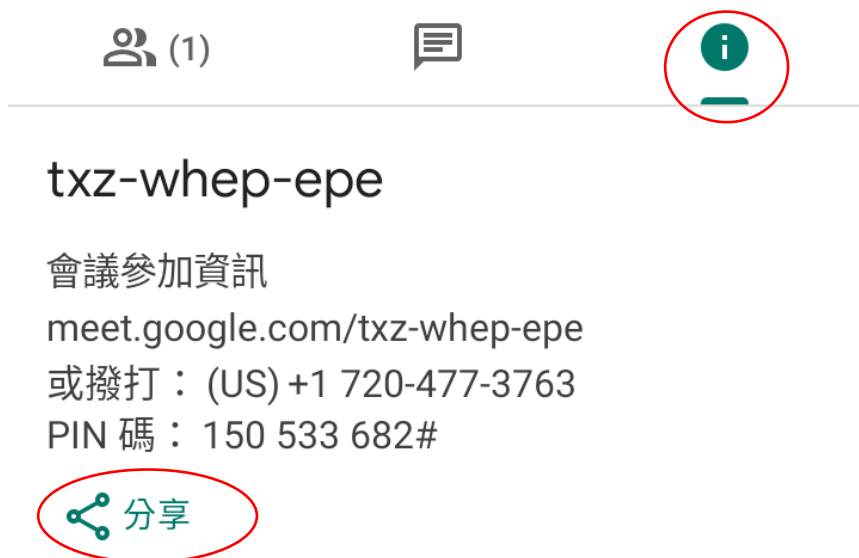 (1)
txz-whep-epe
會議參加資訊
meet.google.com/txz-whep-epe
或撥打： (US) +1 720-477-3763
PIN 碼： 150 533 682#
分享